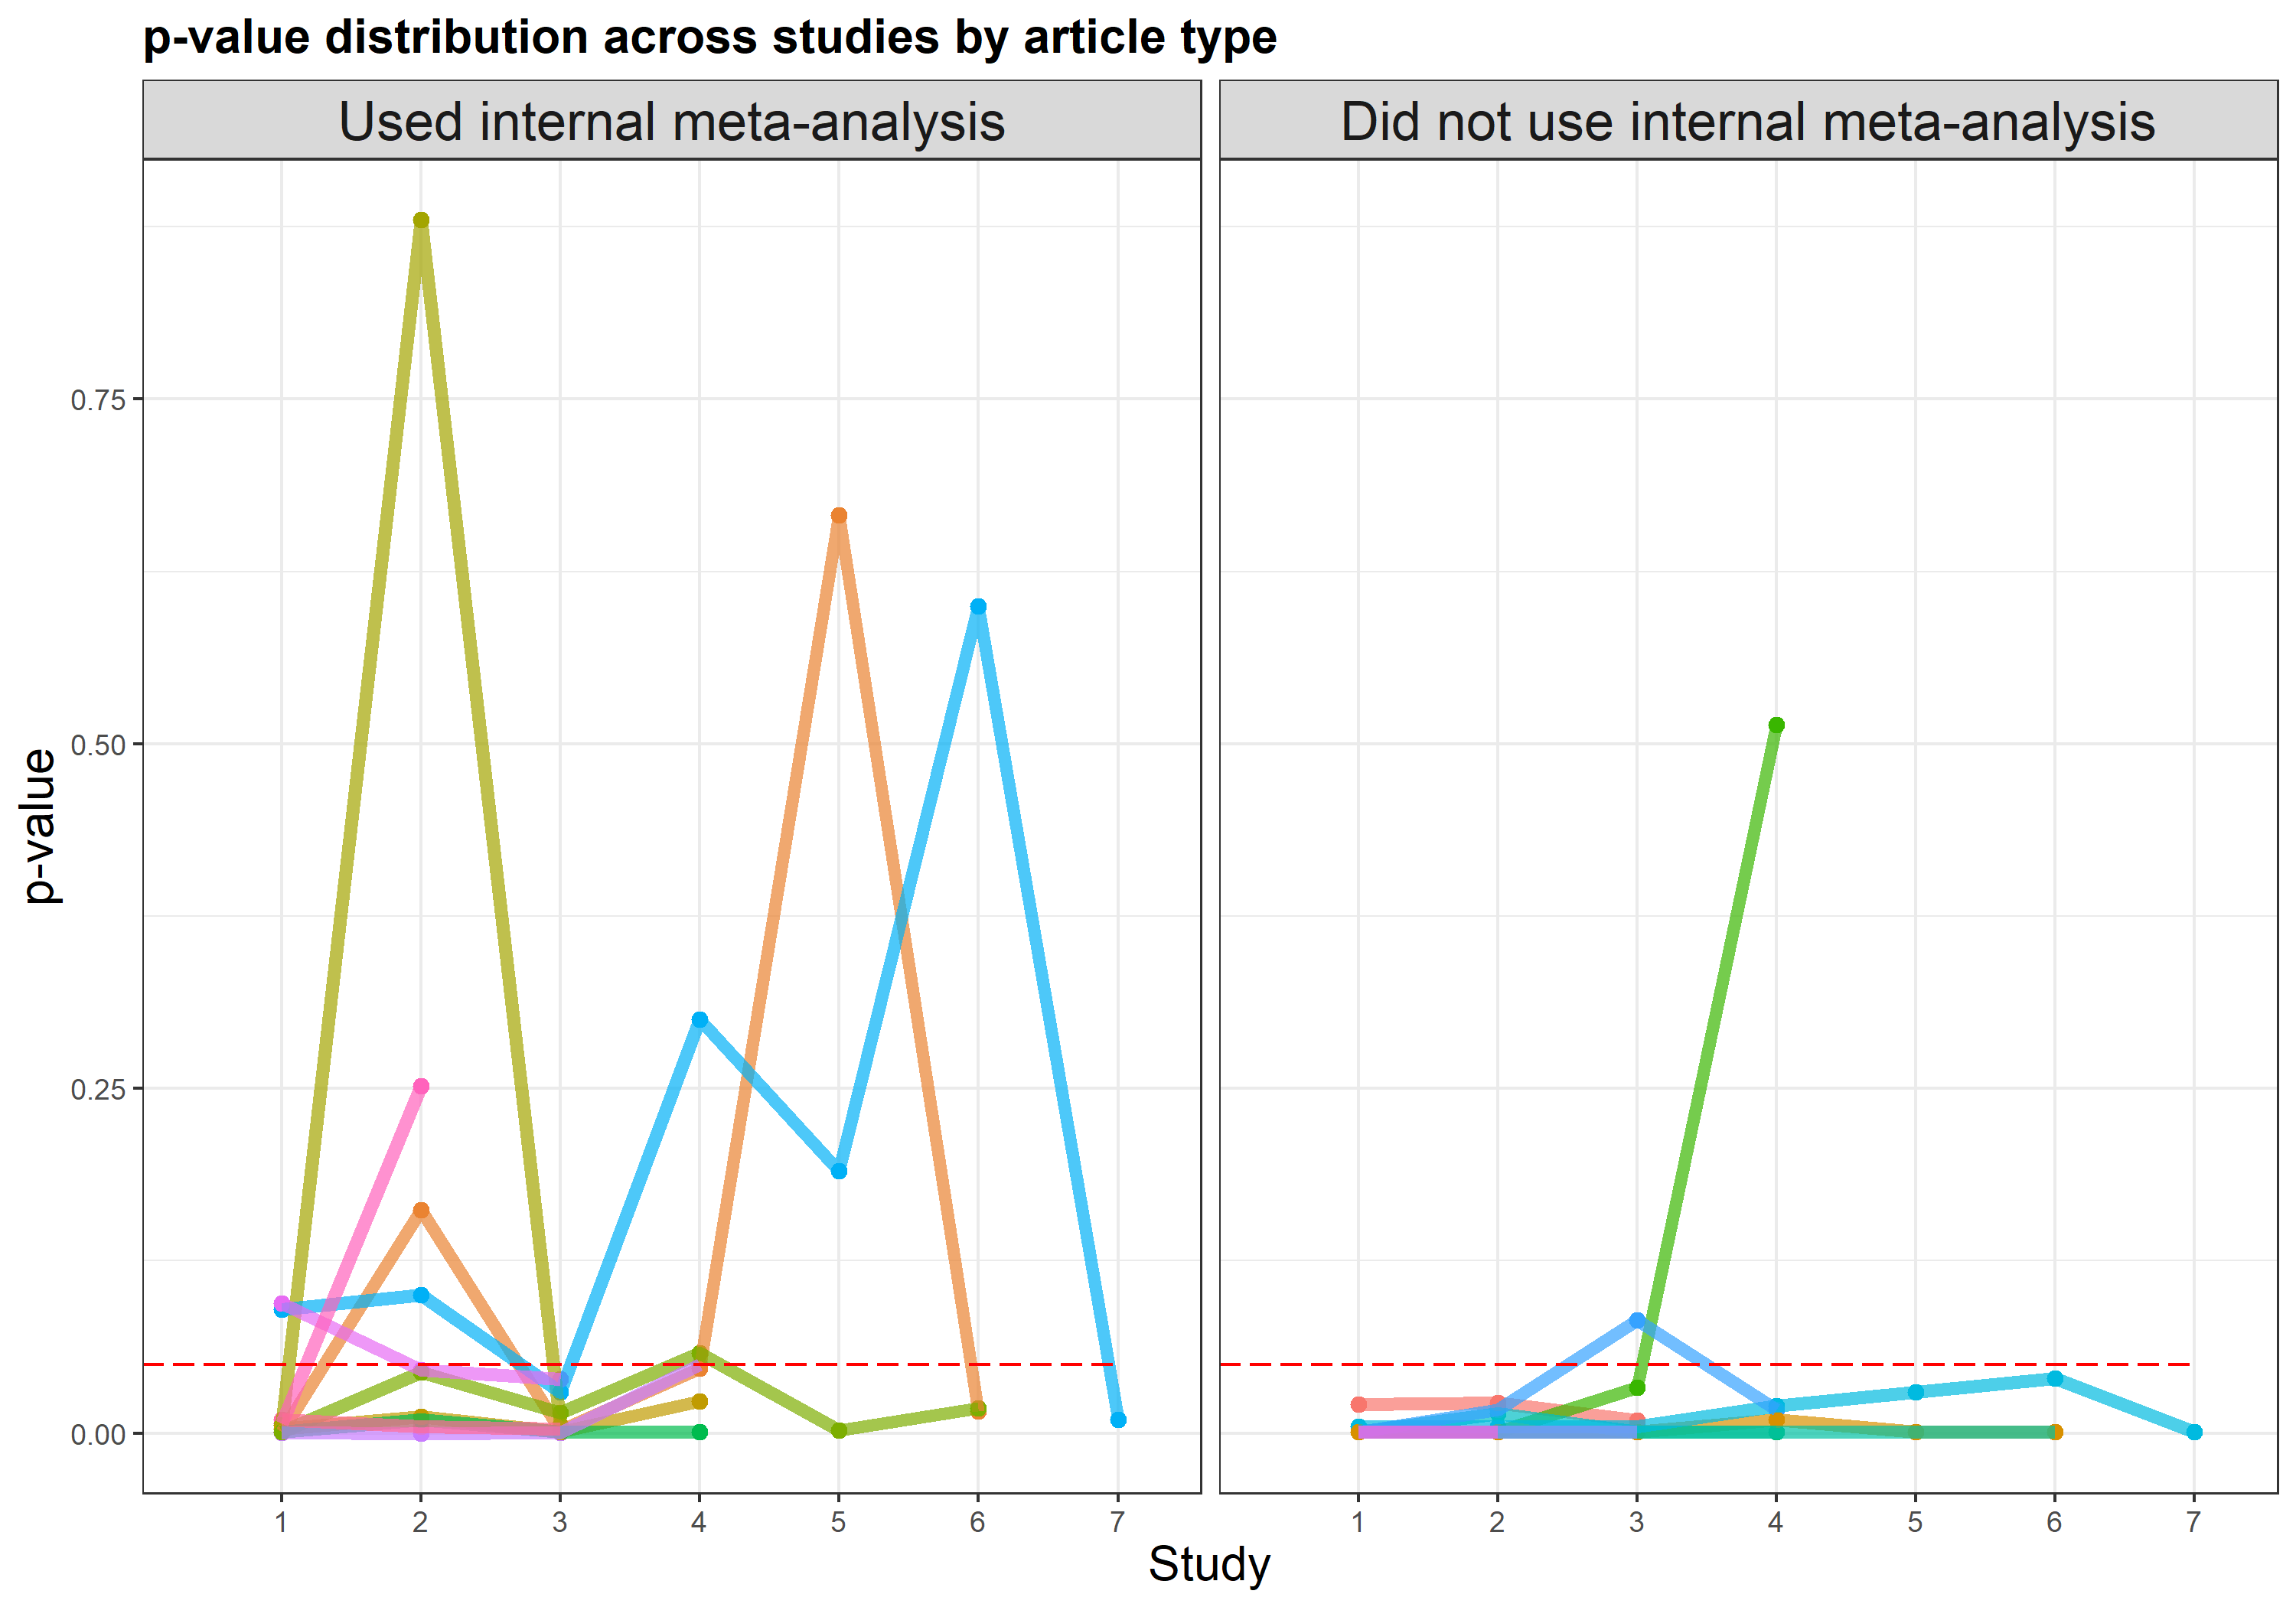 p-value distribution across studies by article type
Used internal meta-analysis
Did not use internal meta-analysis
0.75
0.50
0.25
0.00
p-value
1 2 3 4 5 6 7
1 2 3 4 5 6 7
Study